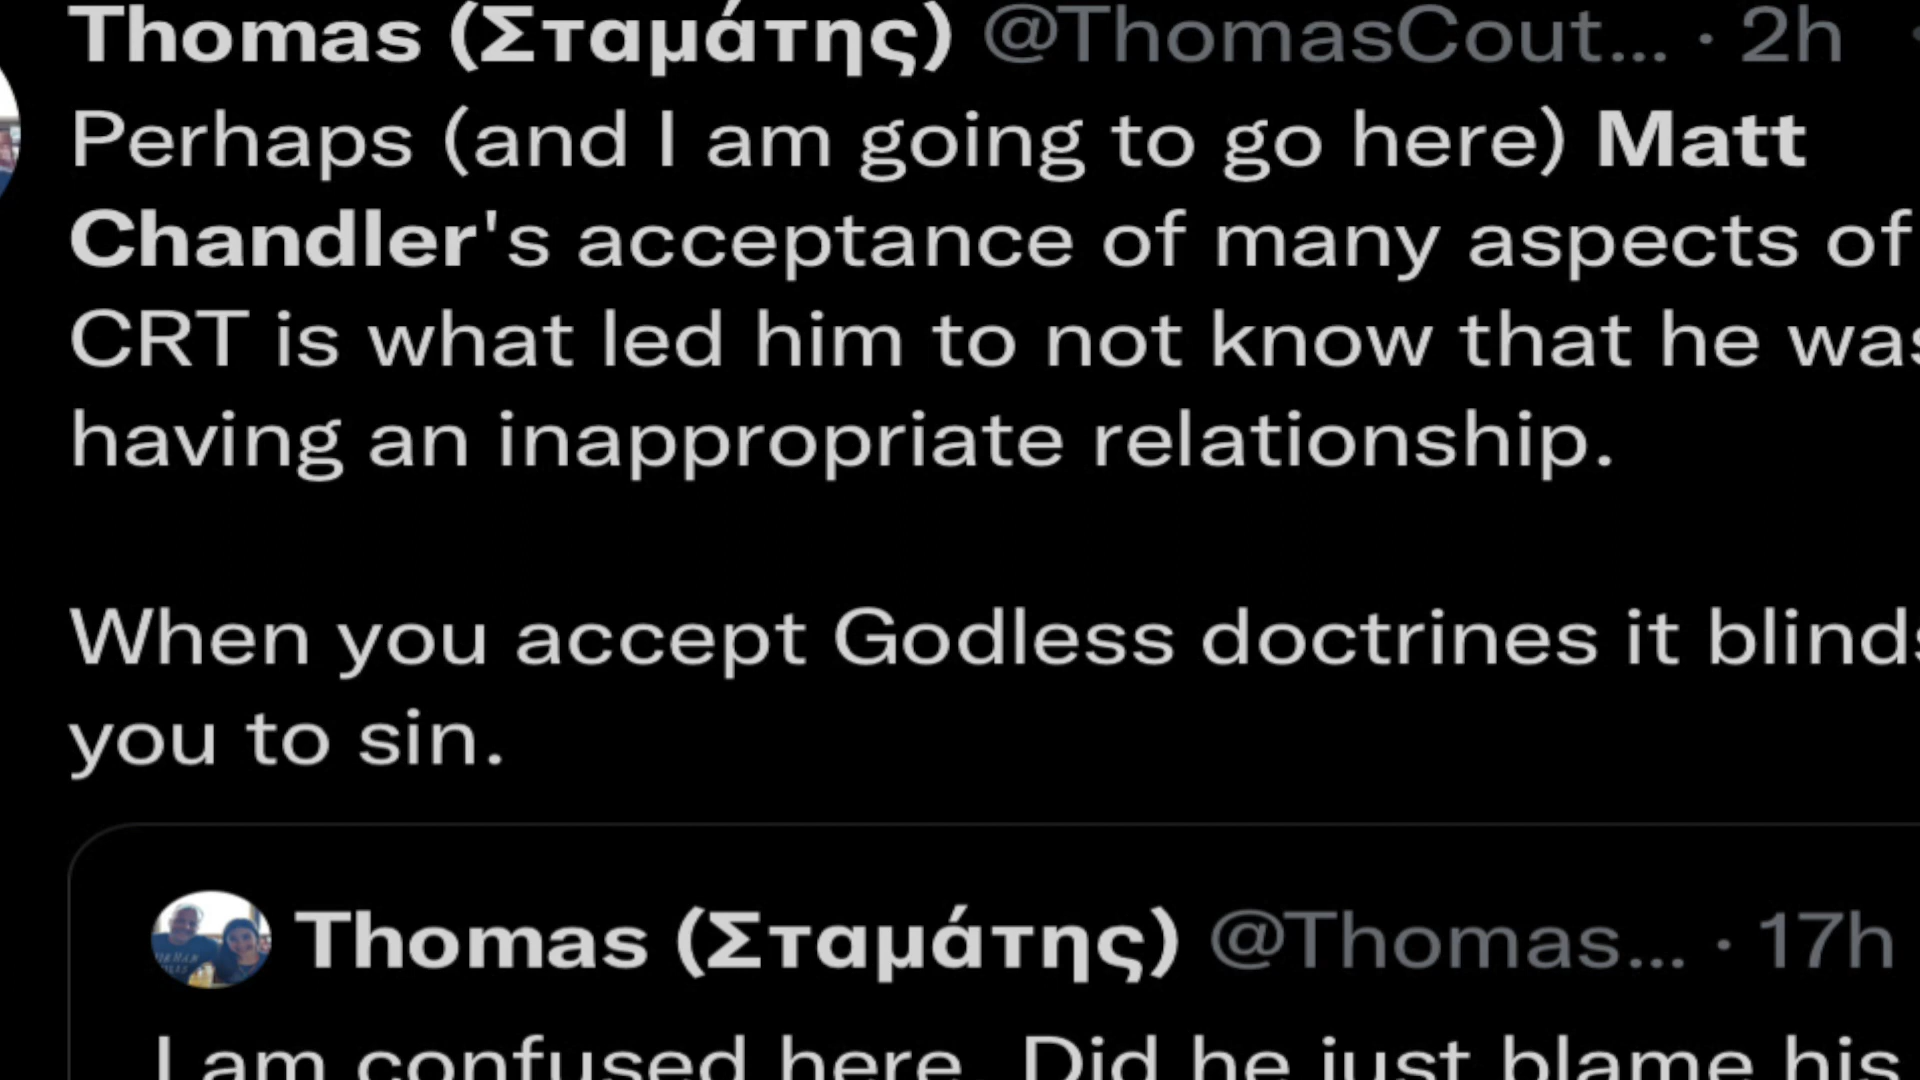 Thomas (Σταμάτης) @ThomasCout... · 2h
Perhaps (and I am going to go here) Matt
Chandler's acceptance of many aspects of
CRT is what led him to not know that he was
having an inappropriate relationship.
When you accept Godless doctrines it blinds
you to sin.
Thomas (Σταμάτης) @Thomas... · 17h
I am confused here. Did he just blame his